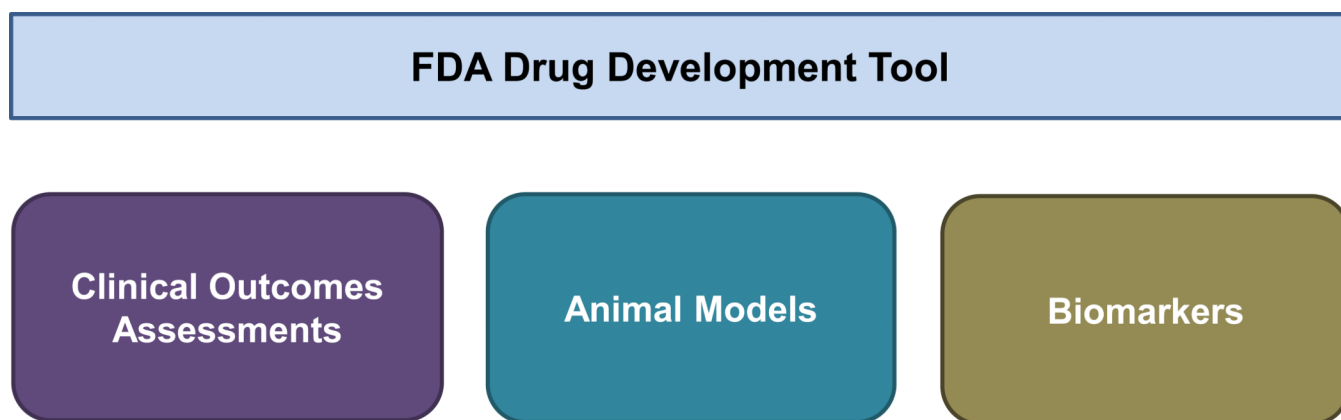 FDA Drug Development Tool
Clinical Outcomes
Assessments
Animal Models
Biomarkers